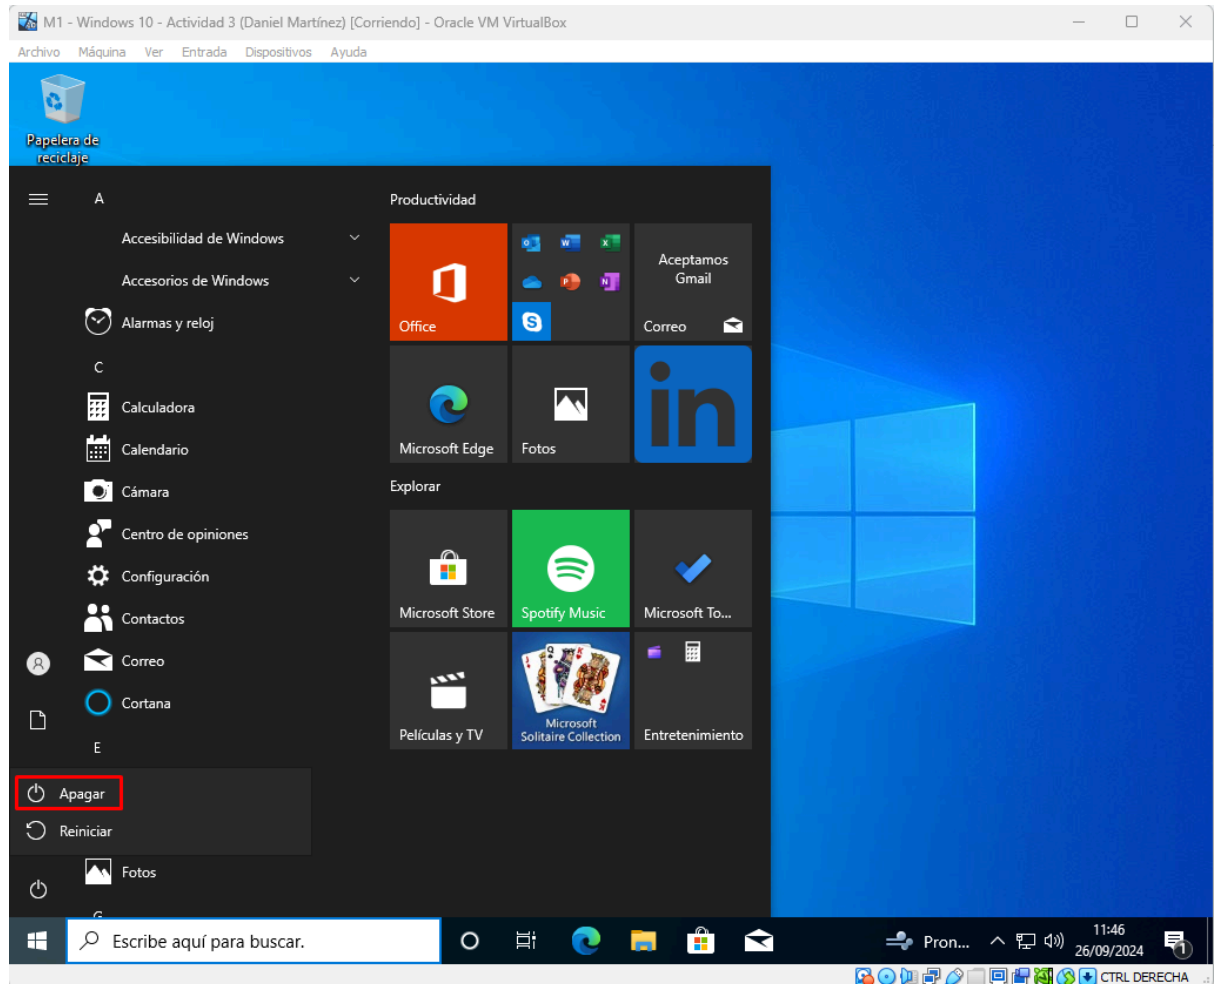 M1 - Windows 10 - Actividad 3 (Daniel Martínez) [Corriendo] - Oracle VM VirtualBox
Archivo Máquina Ver Entrada Dispositivos Ayuda
Papelera de
reciclaje
A
Accesibilidad de Windows
Accesorios de Windows
Alarmas y reloj
C
Calculadora
Calendario
Cámara
Centro de opiniones
Configuración
Contactos
Correo
Cortana
E
Apagar
Reiniciar
Fotos
G
Productividad
Office
Aceptamos
Gmail
Correo
Microsoft Edge
Fotos
in
Explorar
Microsoft Store
Spotify Music
Microsoft To...
Películas y TV
Microsoft
Solitaire Collection
Entretenimiento
Escribe aquí para buscar.
Pron...
11:46
26/09/2024
1
CTRL DERECHA